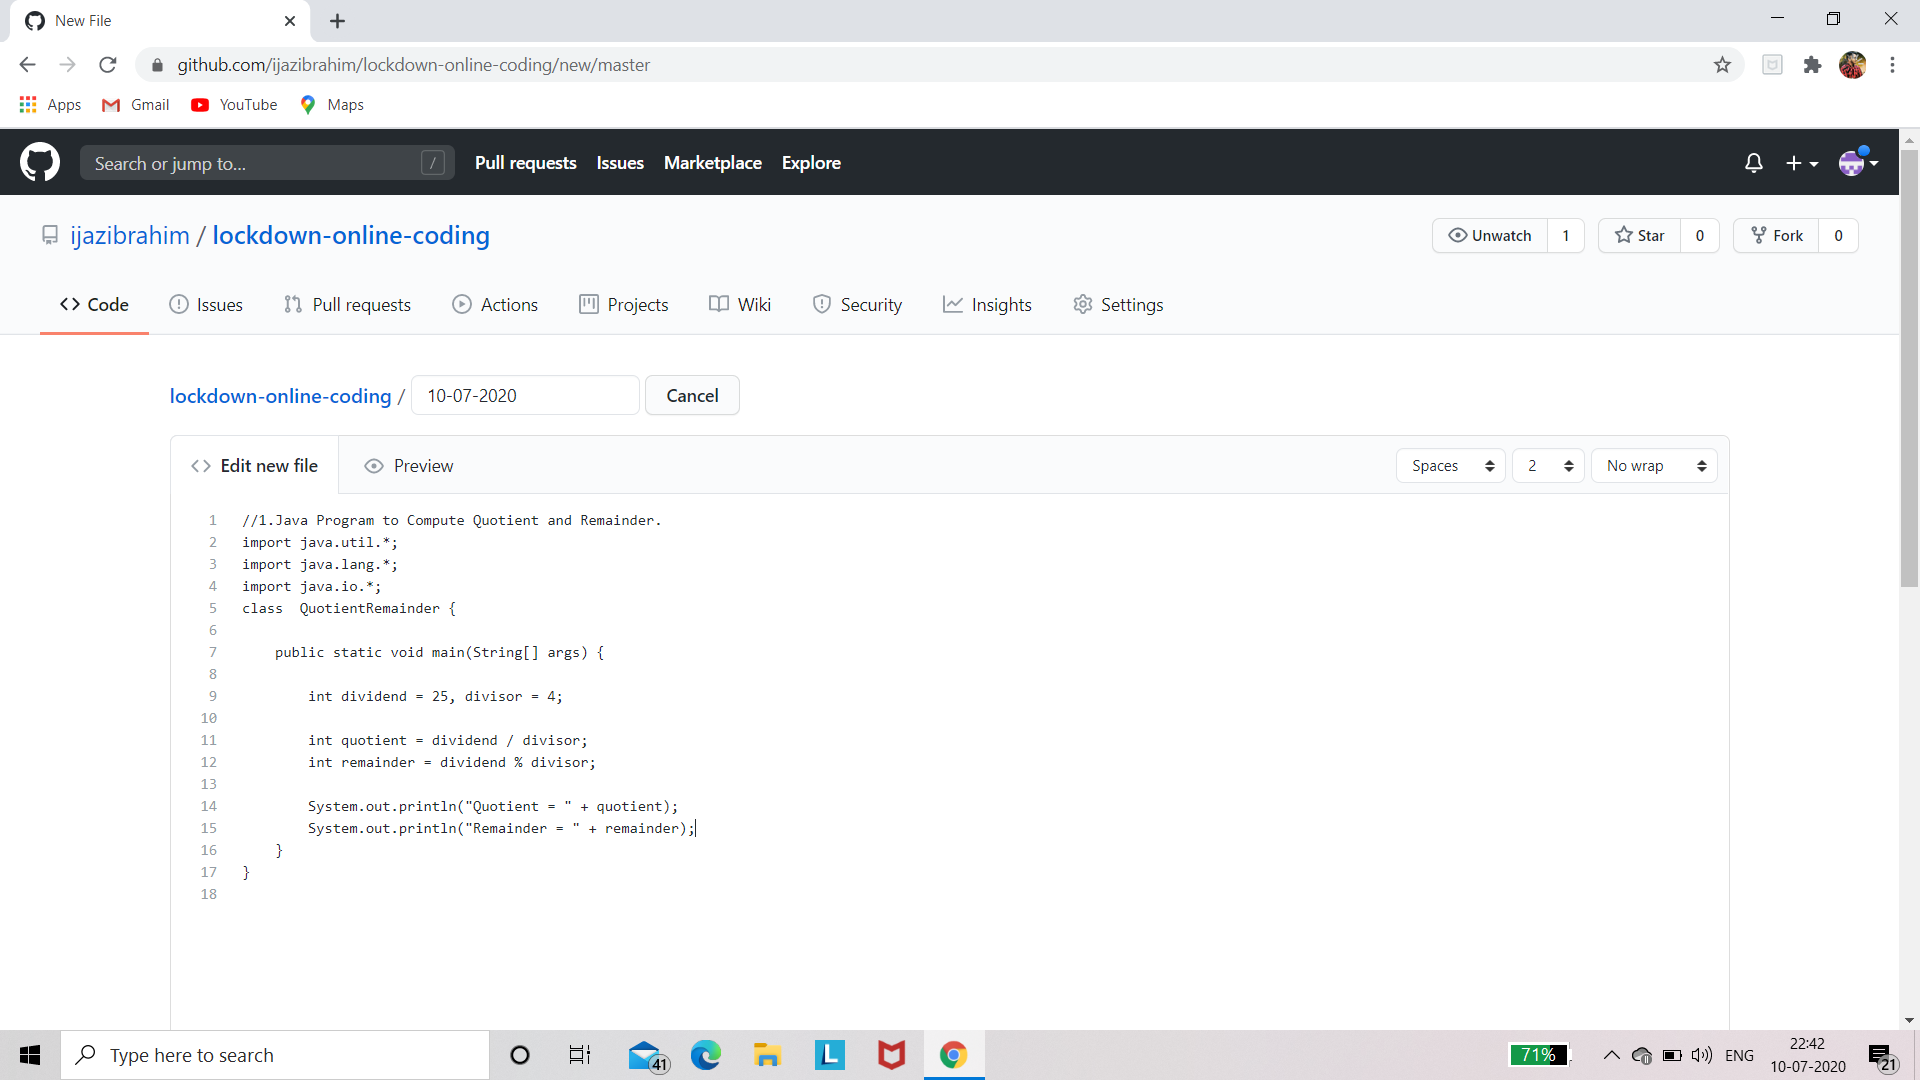 New File
github.com/ijazibrahim/lockdown-online-coding/new/master
Apps Gmail YouTube Maps
Search or jump to... / Pull requests Issues Marketplace Explore
ijazibrahim / lockdown-online-coding Unwatch 1 Star 0 Fork 0
Code Issues Pull requests Actions Projects Wiki Security Insights Settings
lockdown-online-coding / 10-07-2020 Cancel
Edit new file Preview Spaces 2 No wrap
1 //1.Java Program to Compute Quotient and Remainder.
2 import java.util.*;
3 import java.lang.*;
4 import java.io.*;
5 class  QuotientRemainder {
6
7     public static void main(String[] args) {
8
9         int dividend = 25, divisor = 4;
10
11         int quotient = dividend / divisor;
12         int remainder = dividend % divisor;
13
14         System.out.println("Quotient = " + quotient);
15         System.out.println("Remainder = " + remainder);
16     }
17 }
18
Type here to search 41 L 71% ENG 22:42
10-07-2020 21